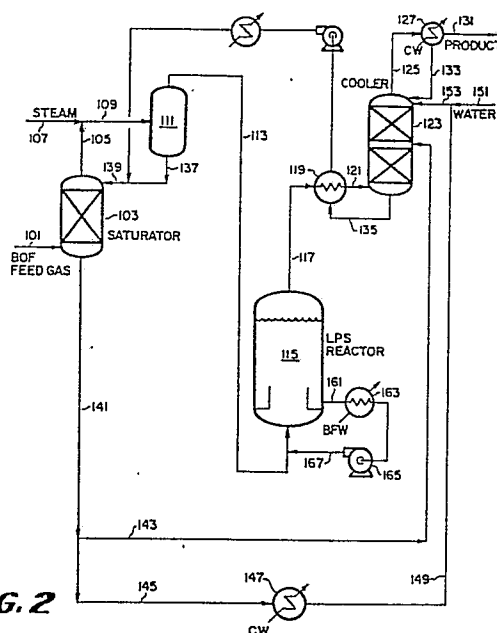 127
CW
131
PRODUCT
125
133
COOLER
153
151
WATER
123
STEAM
109
107
111
113
105
139
137
119
121
103
SATURATOR
101
BOF
FEED GAS
135
117
LPS
REACTOR
115
161
163
BFW
167
165
141
143
149
147
145
CW
G. 2